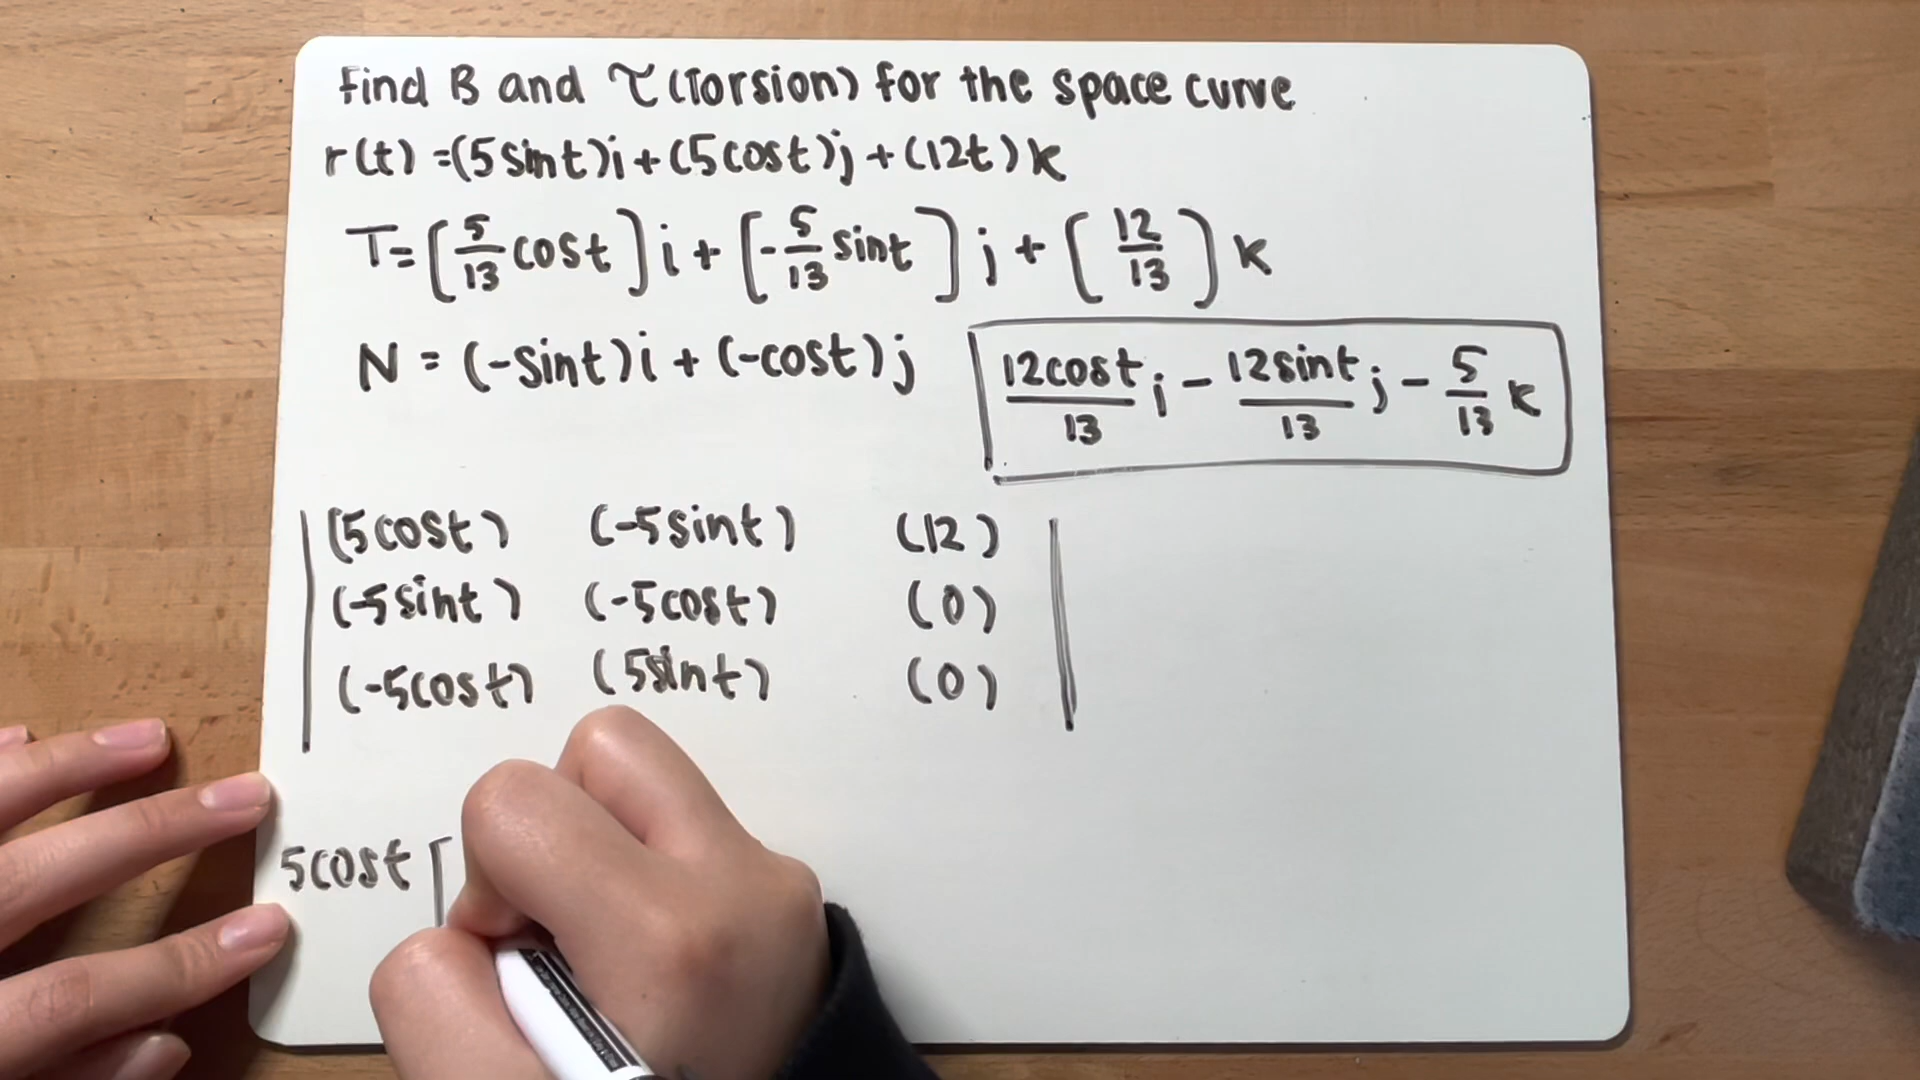 Find B and τ (Torsion) for the space curve
r(t) =(5sint)i+(5cost)j+(12t)k
T=[5/13 cost]i+[-5/13 sint]j+[12/13]k
N = (-sint)i+(-cost)j
12cost/13 i - 12sint/13 j - 5/13 k
|(5cost) (-5sint) (12)|
|(-5sint) (-5cost) (0)|
|(-5cost) (5sint) (0)|
5cost [